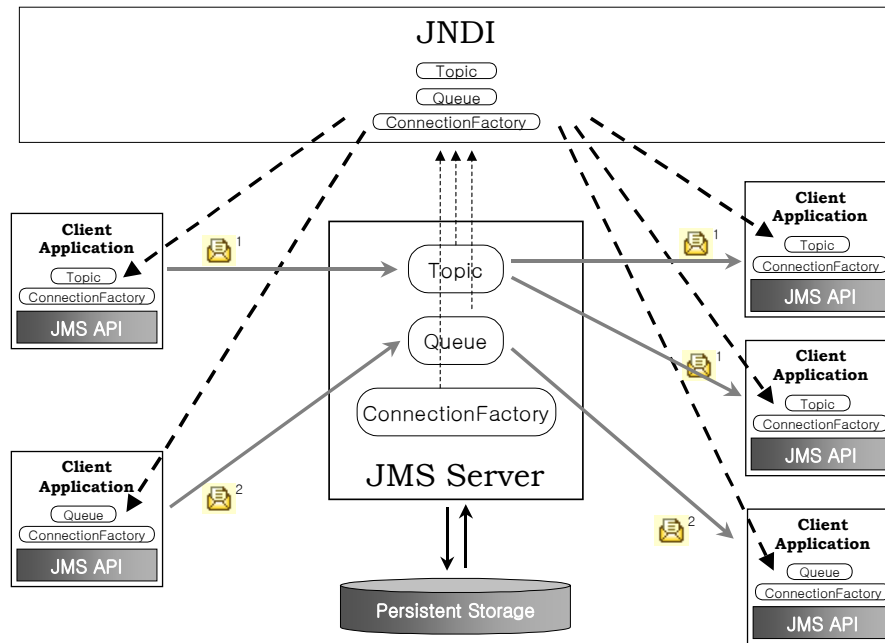 JNDI
Topic
Queue
ConnectionFactory
Client
Application
Topic
ConnectionFactory
JMS API
1
Topic
Queue
ConnectionFactory
JMS Server
1
Client
Application
Topic
ConnectionFactory
JMS API
1
Client
Application
Topic
ConnectionFactory
JMS API
Client
Application
Queue
ConnectionFactory
JMS API
2
2
Client
Application
Queue
ConnectionFactory
JMS API
Persistent Storage